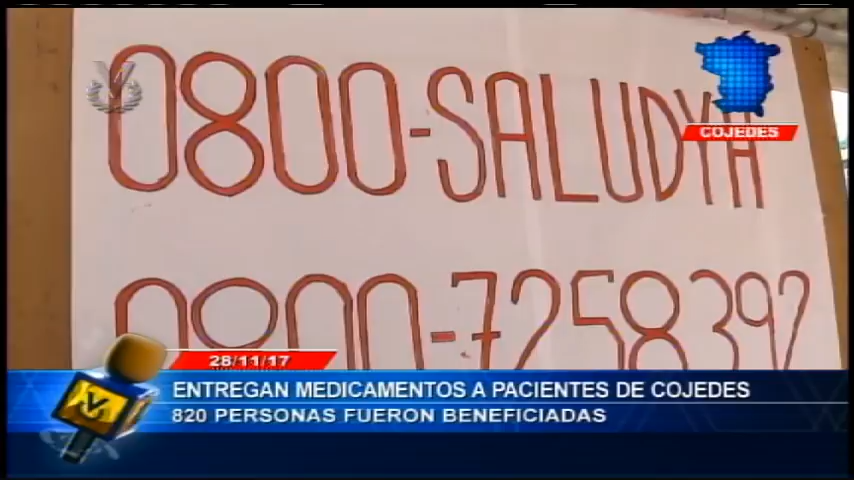 0800-SALUDYA
COJEDES
0800-7258392
28/11/17
ENTREGAN MEDICAMENTOS A PACIENTES DE COJEDES
820 PERSONAS FUERON BENEFICIADAS